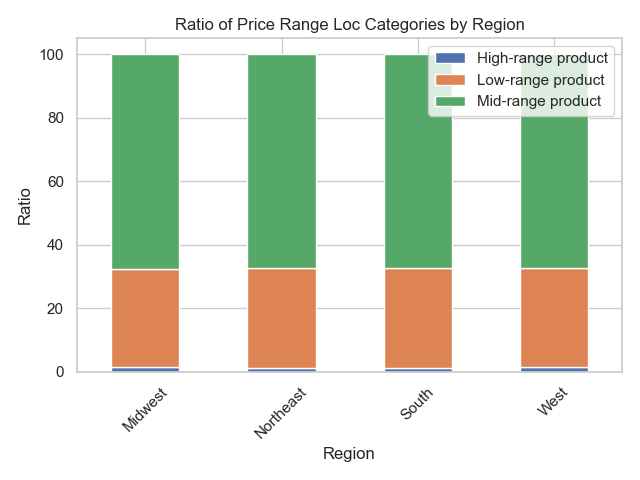 Ratio of Price Range Loc Categories by Region
High-range product
Low-range product
Mid-range product
100
80
60
40
20
0
Ratio
Midwest
Northeast
South
West
Region